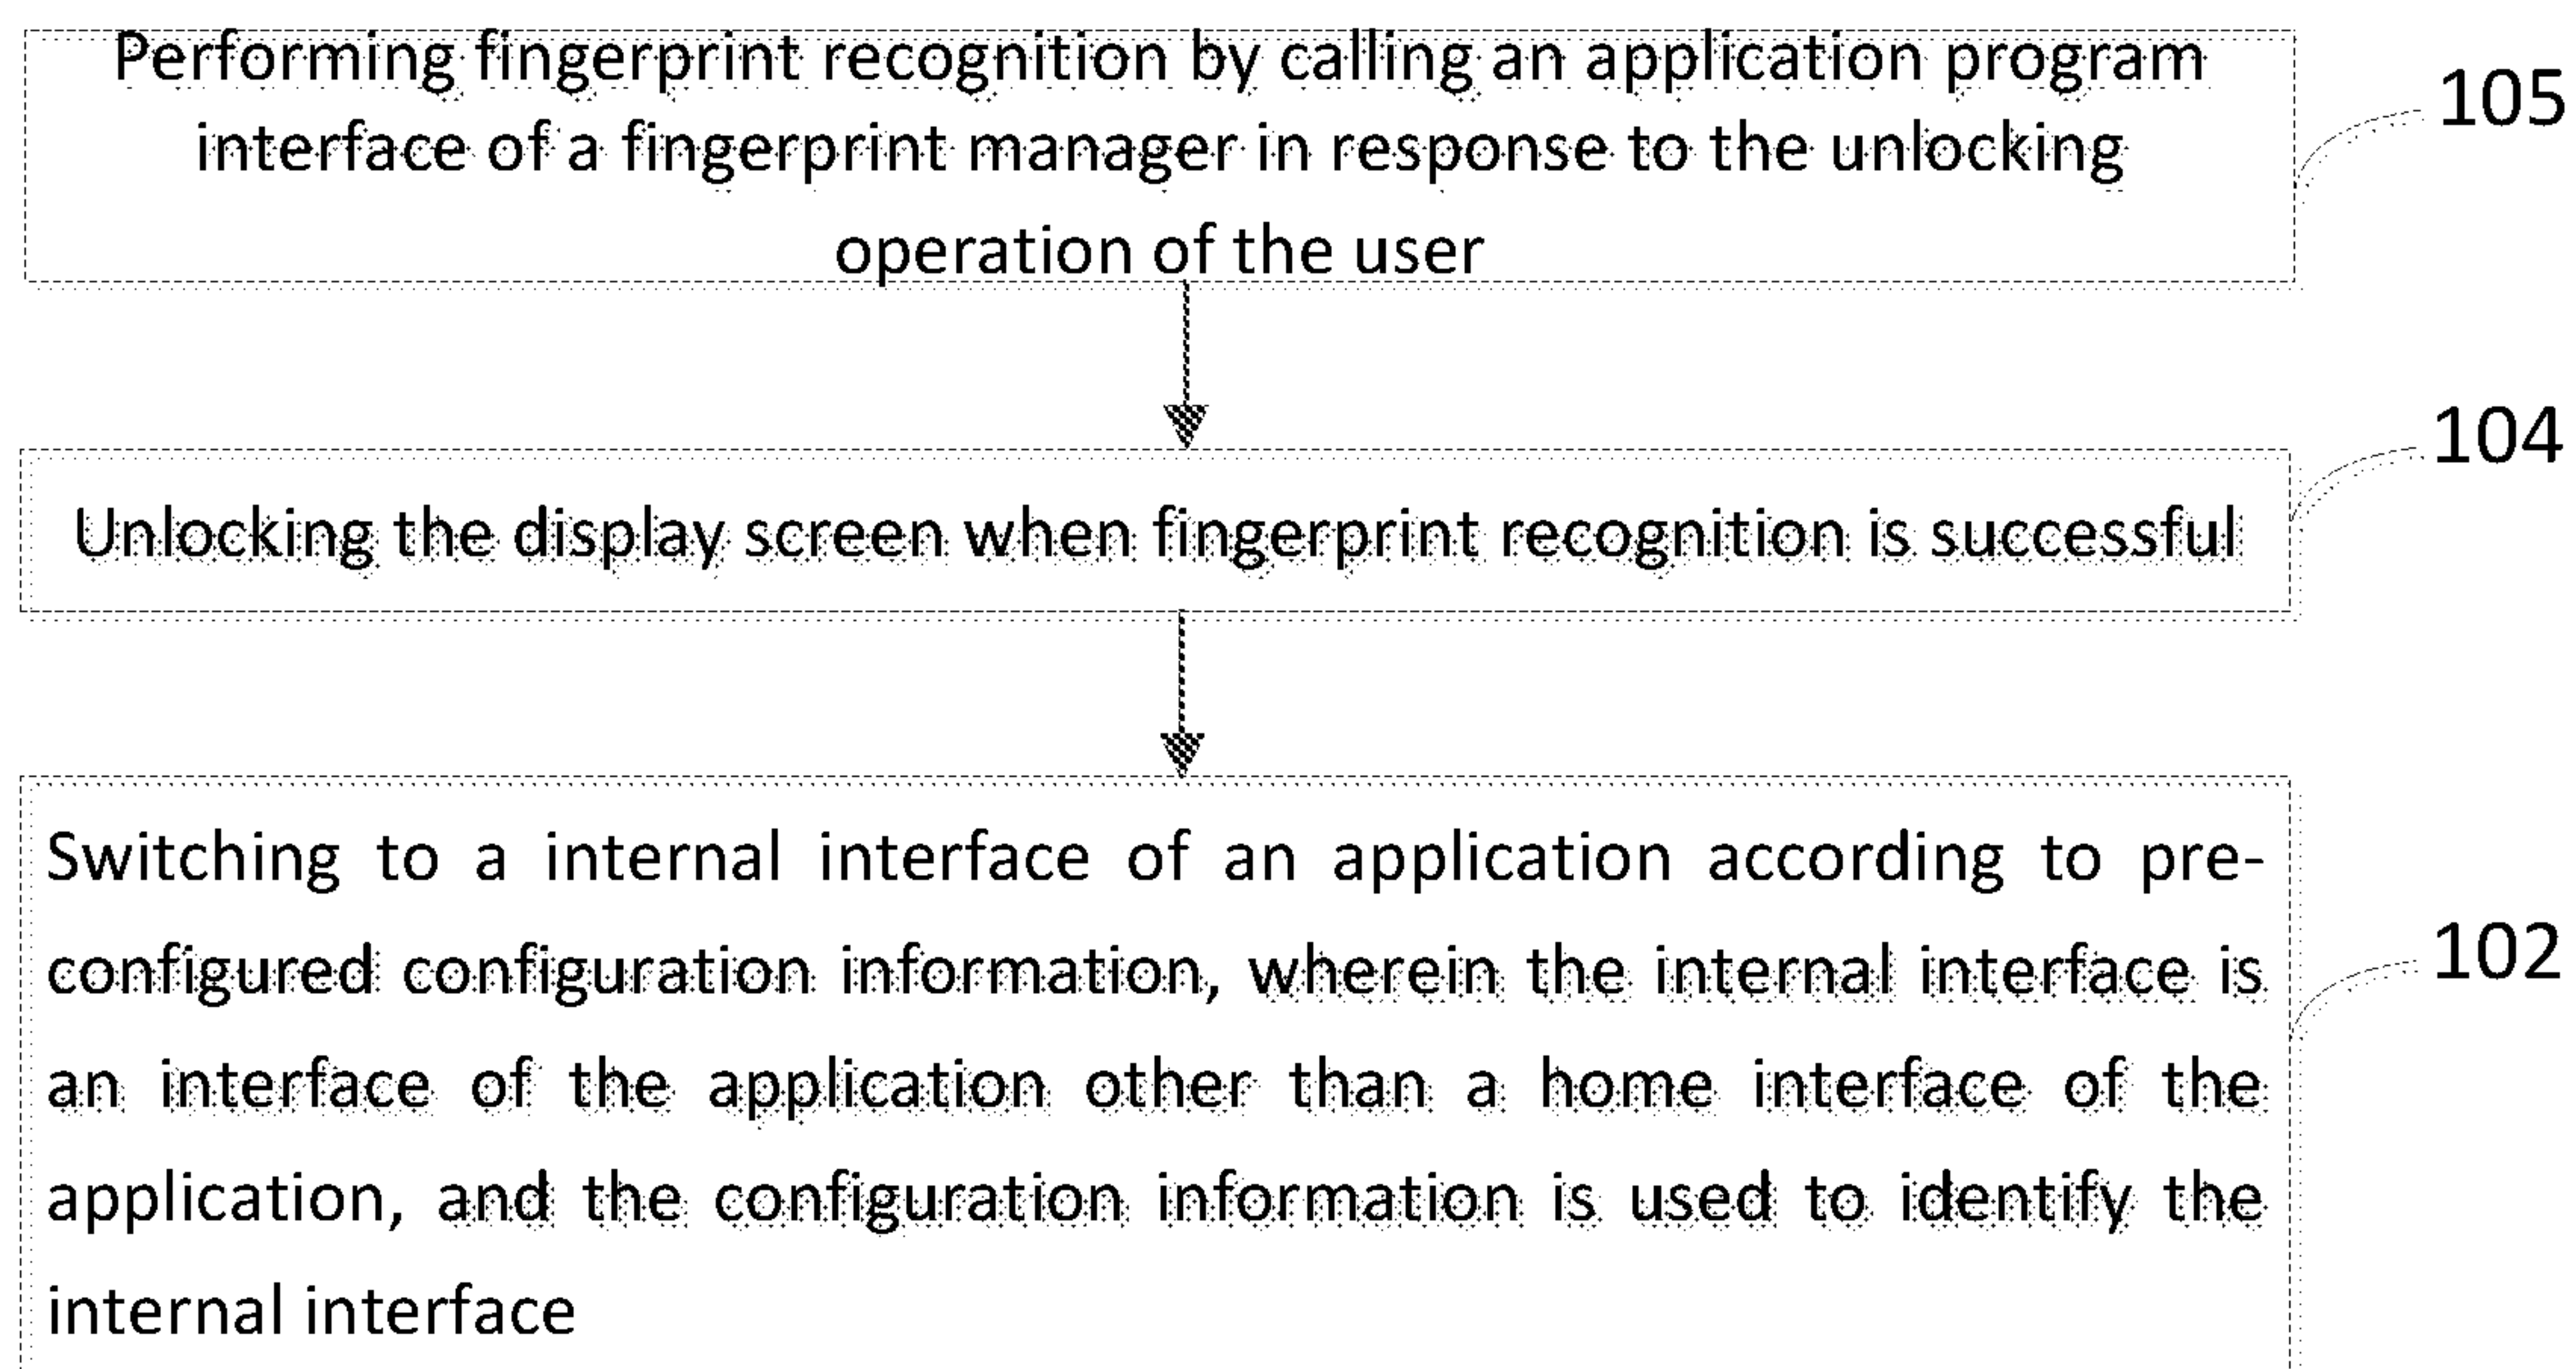 Performing fingerprint recognition by calling an application program
interface of a fingerprint manager in response to the unlocking
operation of the user
105
Unlocking the display screen when fingerprint recognition is successful
104
Switching to a internal interface of an application according to pre-
configured configuration information, wherein the internal interface is
an interface of the application other than a home interface of the
application, and the configuration information is used to identify the
internal interface
102